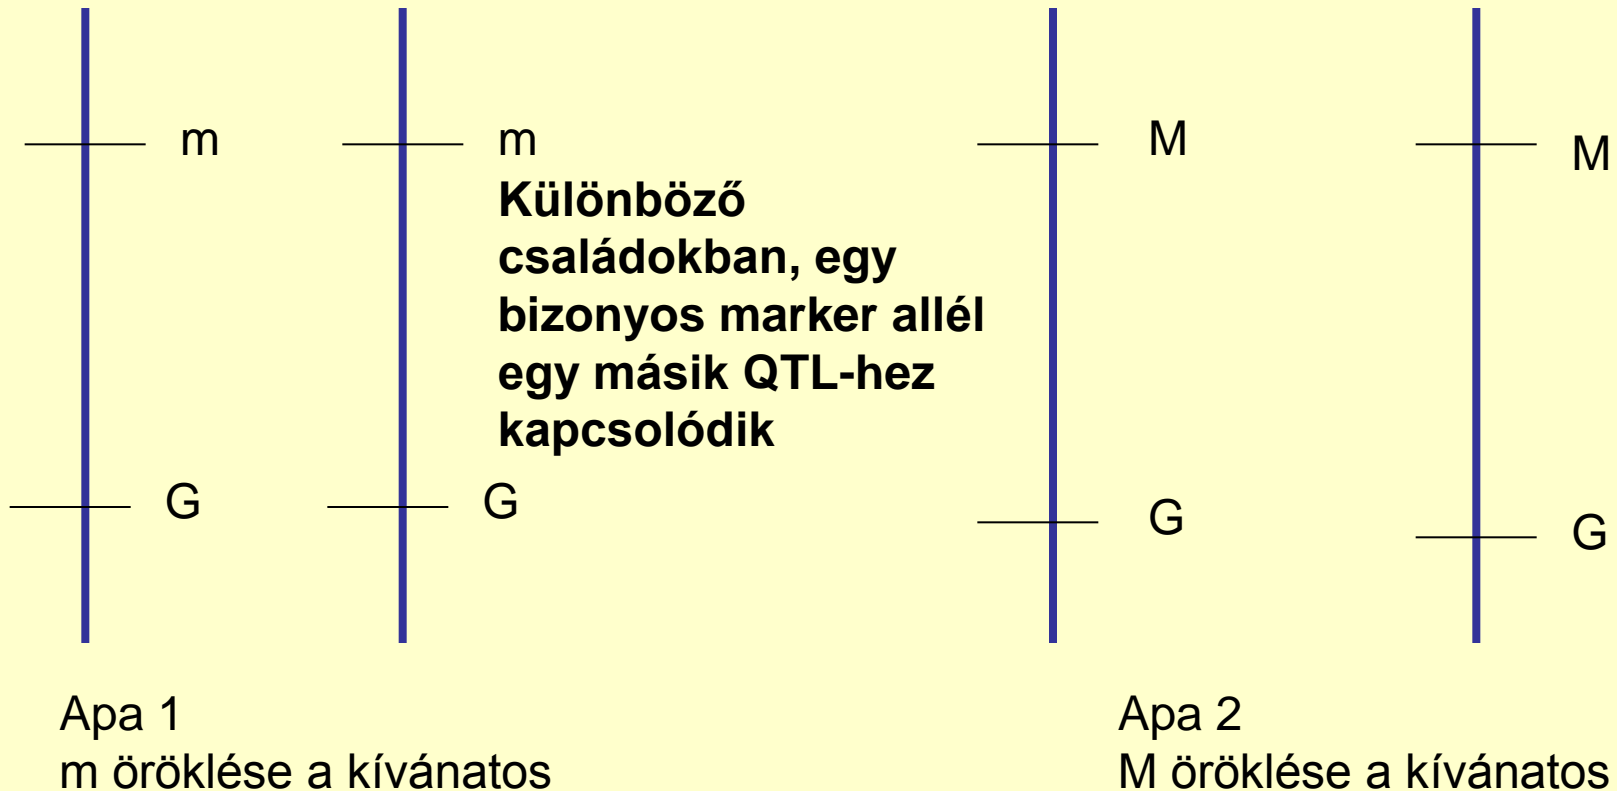 m
m
M
M
Különböző
családokban, egy
bizonyos marker allél
egy másik QTL-hez
kapcsolódik
G
G
G
G
Apa 1
m öröklése a kívánatos
Apa 2
M öröklése a kívánatos